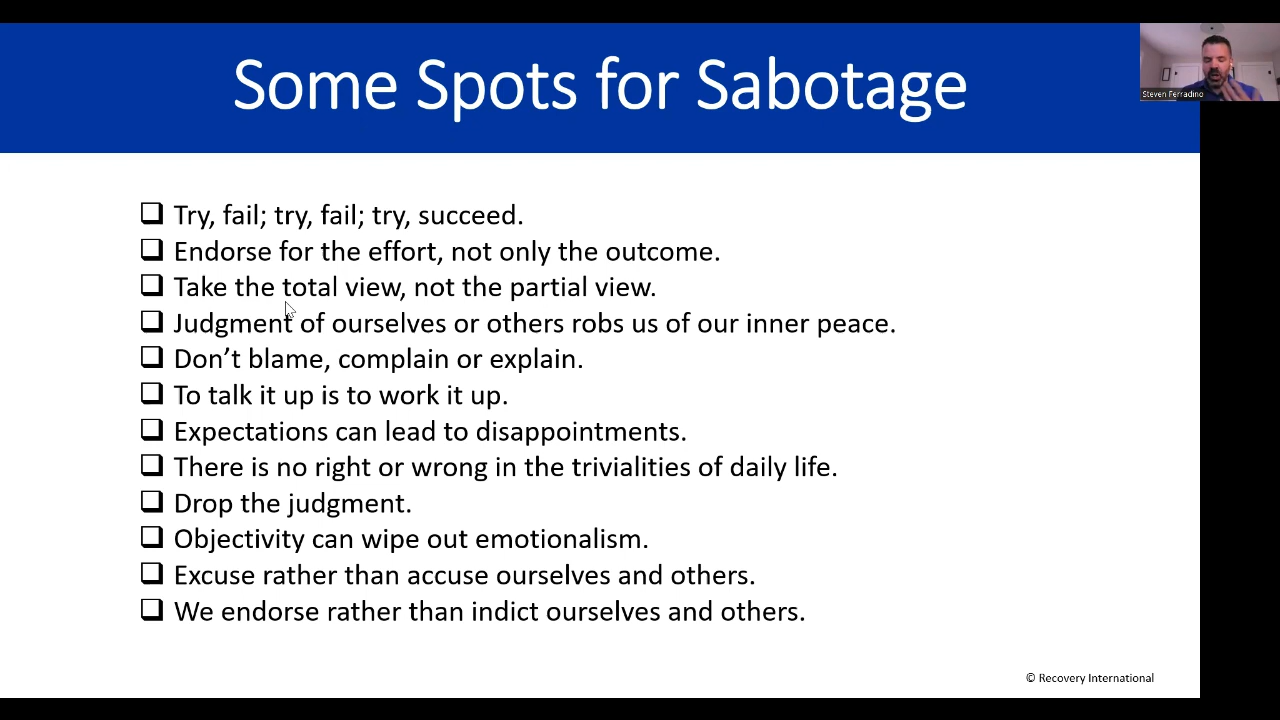 Some Spots for Sabotage
Steven Ferradino
Try, fail; try, fail; try, succeed.
Endorse for the effort, not only the outcome.
Take the total view, not the partial view.
Judgment of ourselves or others robs us of our inner peace.
Don’t blame, complain or explain.
To talk it up is to work it up.
Expectations can lead to disappointments.
There is no right or wrong in the trivialities of daily life.
Drop the judgment.
Objectivity can wipe out emotionalism.
Excuse rather than accuse ourselves and others.
We endorse rather than indict ourselves and others.
© Recovery International